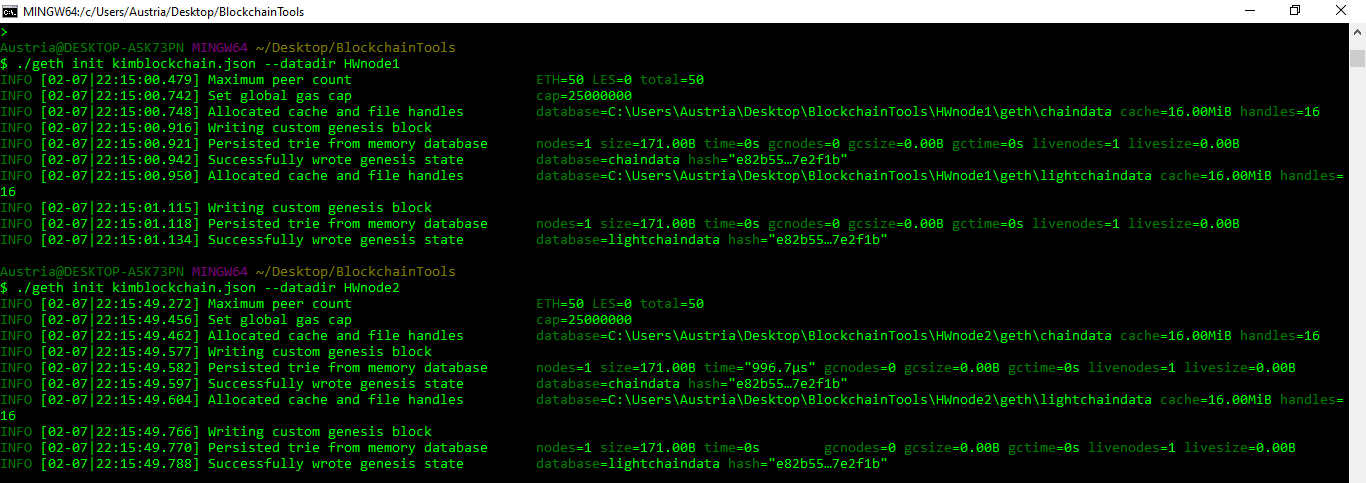 MINGW64:/c/Users/Austria/Desktop/BlockchainTools
>
Austria@DESKTOP-A5K73PN MINGW64 ~/Desktop/BlockchainTools
$ ./geth init kimblockchain.json --datadir HWnode1
INFO [02-07|22:15:00.479] Maximum peer count ETH=50 LES=0 total=50
INFO [02-07|22:15:00.742] Set global gas cap cap=25000000
INFO [02-07|22:15:00.748] Allocated cache and file handles database=C:\Users\Austria\Desktop\BlockchainTools\HWnode1\geth\chaindata cache=16.00MiB handles=16
INFO [02-07|22:15:00.916] Writing custom genesis block
INFO [02-07|22:15:00.921] Persisted trie from memory database nodes=1 size=171.00B time=0s gcnodes=0 gcsize=0.00B gctime=0s livenodes=1 livesize=0.00B
INFO [02-07|22:15:00.942] Successfully wrote genesis state database=chaindata hash="e82b55…7e2f1b"
INFO [02-07|22:15:00.950] Allocated cache and file handles database=C:\Users\Austria\Desktop\BlockchainTools\HWnode1\geth\lightchaindata cache=16.00MiB handles=
16
INFO [02-07|22:15:01.115] Writing custom genesis block
INFO [02-07|22:15:01.118] Persisted trie from memory database nodes=1 size=171.00B time=0s gcnodes=0 gcsize=0.00B gctime=0s livenodes=1 livesize=0.00B
INFO [02-07|22:15:01.134] Successfully wrote genesis state database=lightchaindata hash="e82b55…7e2f1b"
Austria@DESKTOP-A5K73PN MINGW64 ~/Desktop/BlockchainTools
$ ./geth init kimblockchain.json --datadir HWnode2
INFO [02-07|22:15:49.272] Maximum peer count ETH=50 LES=0 total=50
INFO [02-07|22:15:49.456] Set global gas cap cap=25000000
INFO [02-07|22:15:49.462] Allocated cache and file handles database=C:\Users\Austria\Desktop\BlockchainTools\HWnode2\geth\chaindata cache=16.00MiB handles=16
INFO [02-07|22:15:49.577] Writing custom genesis block
INFO [02-07|22:15:49.582] Persisted trie from memory database nodes=1 size=171.00B time="996.7µs" gcnodes=0 gcsize=0.00B gctime=0s livenodes=1 livesize=0.00B
INFO [02-07|22:15:49.597] Successfully wrote genesis state database=chaindata hash="e82b55…7e2f1b"
INFO [02-07|22:15:49.604] Allocated cache and file handles database=C:\Users\Austria\Desktop\BlockchainTools\HWnode2\geth\lightchaindata cache=16.00MiB handles=
16
INFO [02-07|22:15:49.766] Writing custom genesis block
INFO [02-07|22:15:49.770] Persisted trie from memory database nodes=1 size=171.00B time=0s gcnodes=0 gcsize=0.00B gctime=0s livenodes=1 livesize=0.00B
INFO [02-07|22:15:49.788] Successfully wrote genesis state database=lightchaindata hash="e82b55…7e2f1b"